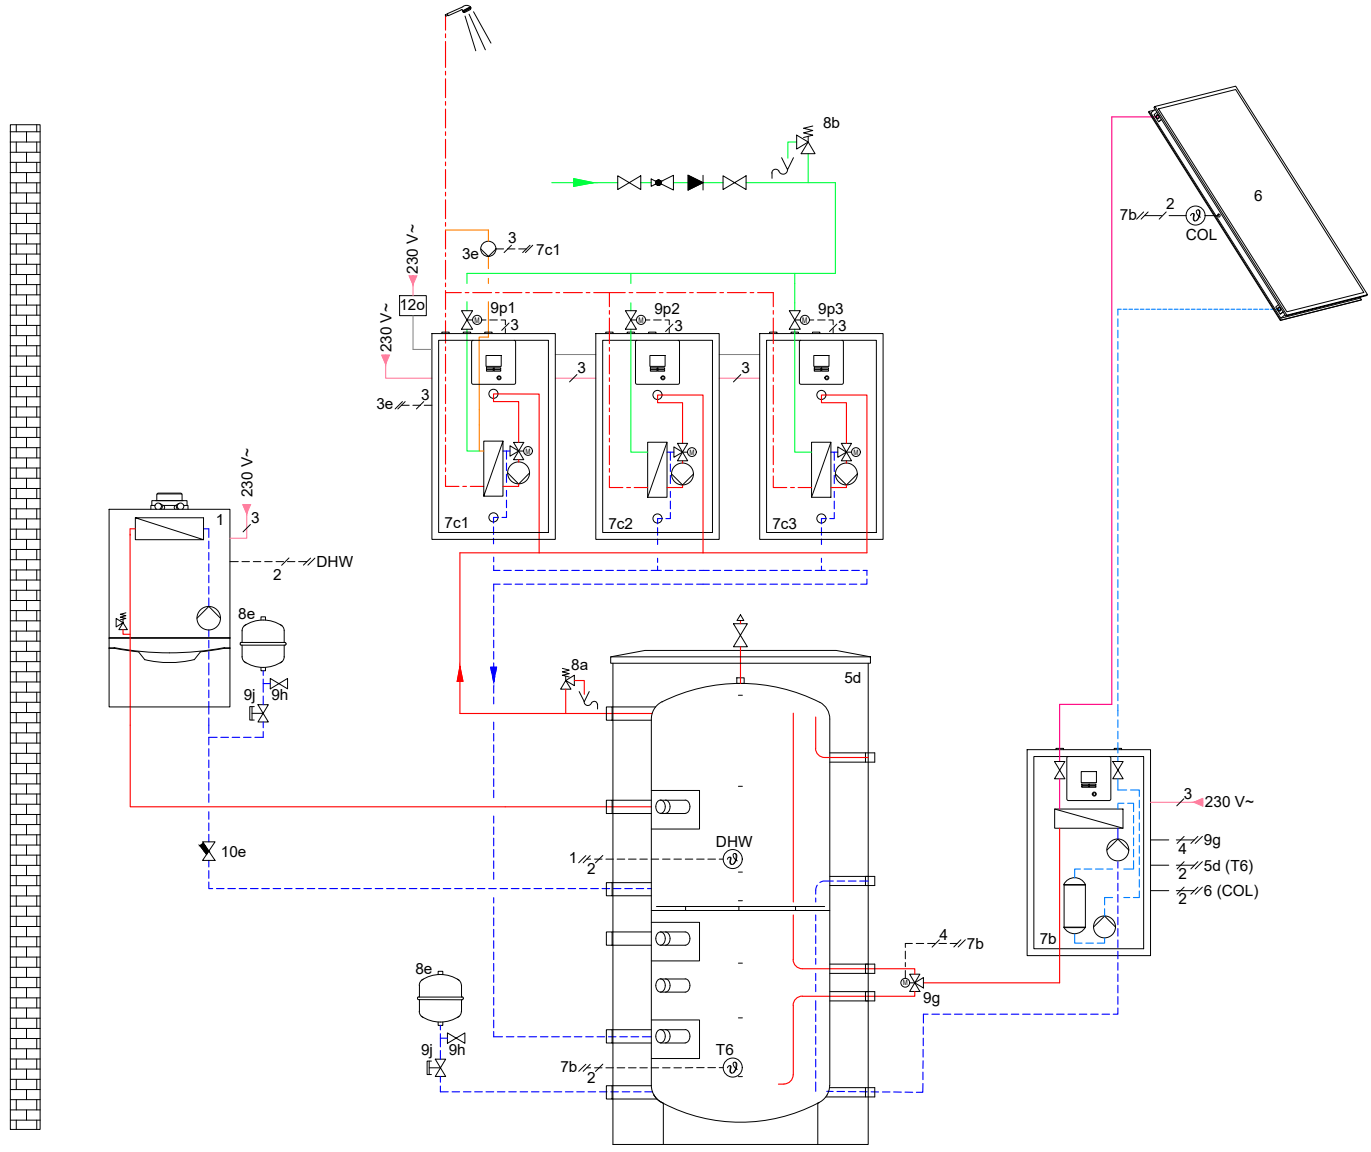 8b
6
7b
2
COL
230 V~
3e
3
7c1
12o
230 V~
9p1
3
9p2
3
9p3
3
3
3
3e
3
7c1
7c2
7c3
230 V~
3
1
2
DHW
8e
9j
9h
8a
5d
10e
DHW
1
2
3
230 V~
9g
4
5d (T6)
2
6 (COL)
2
7b
4
7b
9g
8e
9j
9h
T6
7b
2
M
M
M
M
M
M
M
ϑ
ϑ
ϑ